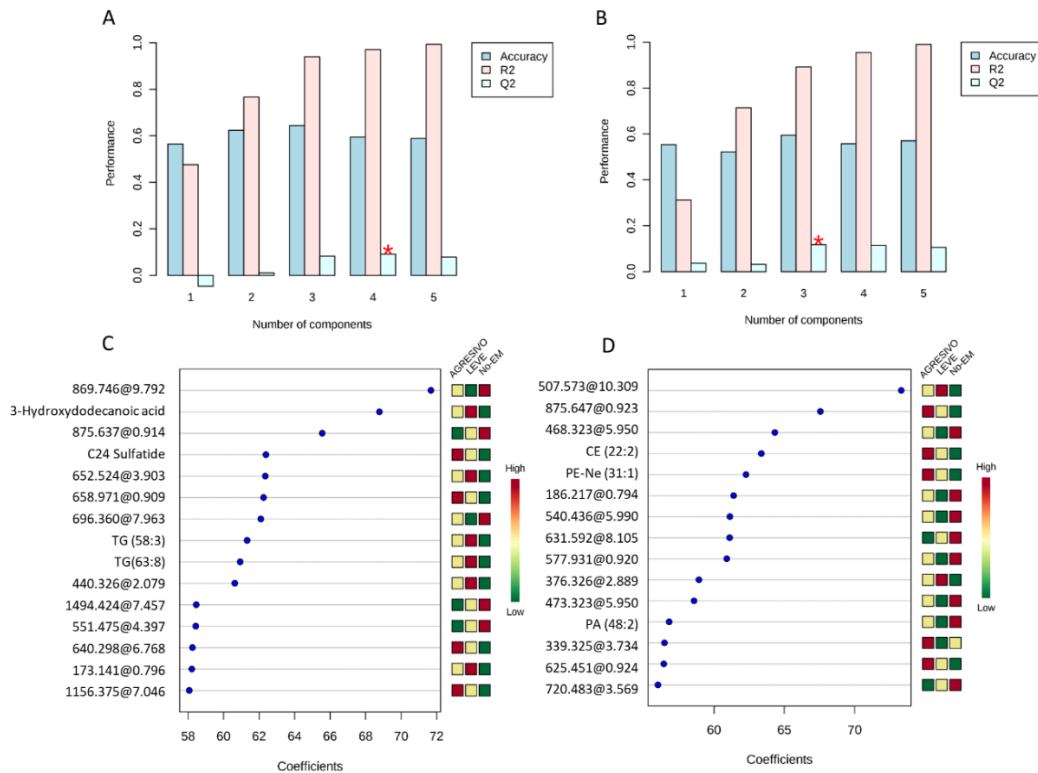 A
Performance
1.0
0.8
0.6
0.4
0.2
0.0
Accuracy
R2
Q2
*
1 2 3 4 5
Number of components
B
Performance
1.0
0.8
0.6
0.4
0.2
0.0
Accuracy
R2
Q2
*
1 2 3 4 5
Number of components
C
AGRESIVO
LEVE
No-EM
869.746@9.792
3-Hydroxydodecanoic acid
875.637@0.914
C24 Sulfatide
652.524@3.903
658.971@0.909
696.360@7.963
TG (58:3)
TG(63:8)
440.326@2.079
1494.424@7.457
551.475@4.397
640.298@6.768
173.141@0.796
1156.375@7.046
High
Low
58 60 62 64 66 68 70 72
Coefficients
D
AGRESIVO
LEVE
No-EM
507.573@10.309
875.647@0.923
468.323@5.950
CE (22:2)
PE-Ne (31:1)
186.217@0.794
540.436@5.990
631.592@8.105
577.931@0.920
376.326@2.889
473.323@5.950
PA (48:2)
339.325@3.734
625.451@0.924
720.483@3.569
High
Low
60 65 70
Coefficients